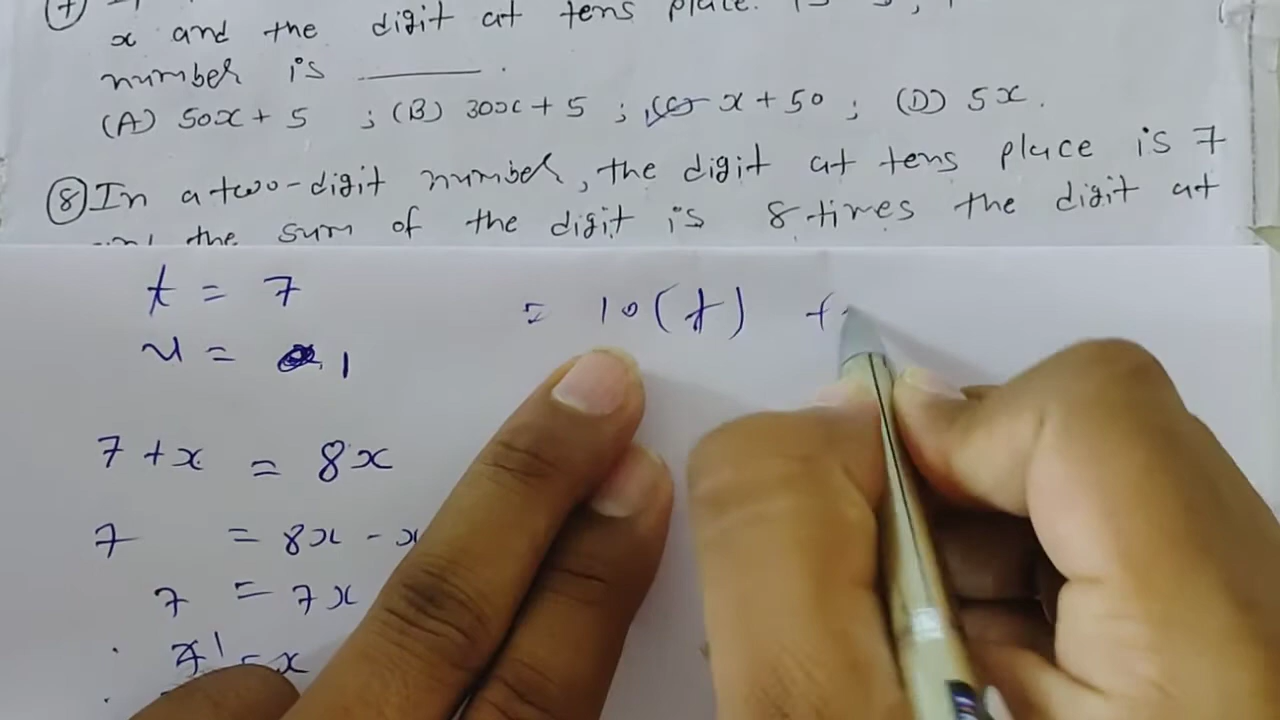 7
x and the digit at tens place is 5,
number is ______.
(A) 50x + 5 ; (B) 30x + 5 ; (C) x + 50 ; (D) 5x.
⑧ In a two-digit number, the digit at tens place is 7
the sum of the digit is 8 times the digit at
t = 7
= 10(t) +
u = 1
7 + x = 8x
7 = 8x - x
7 = 7x
= x